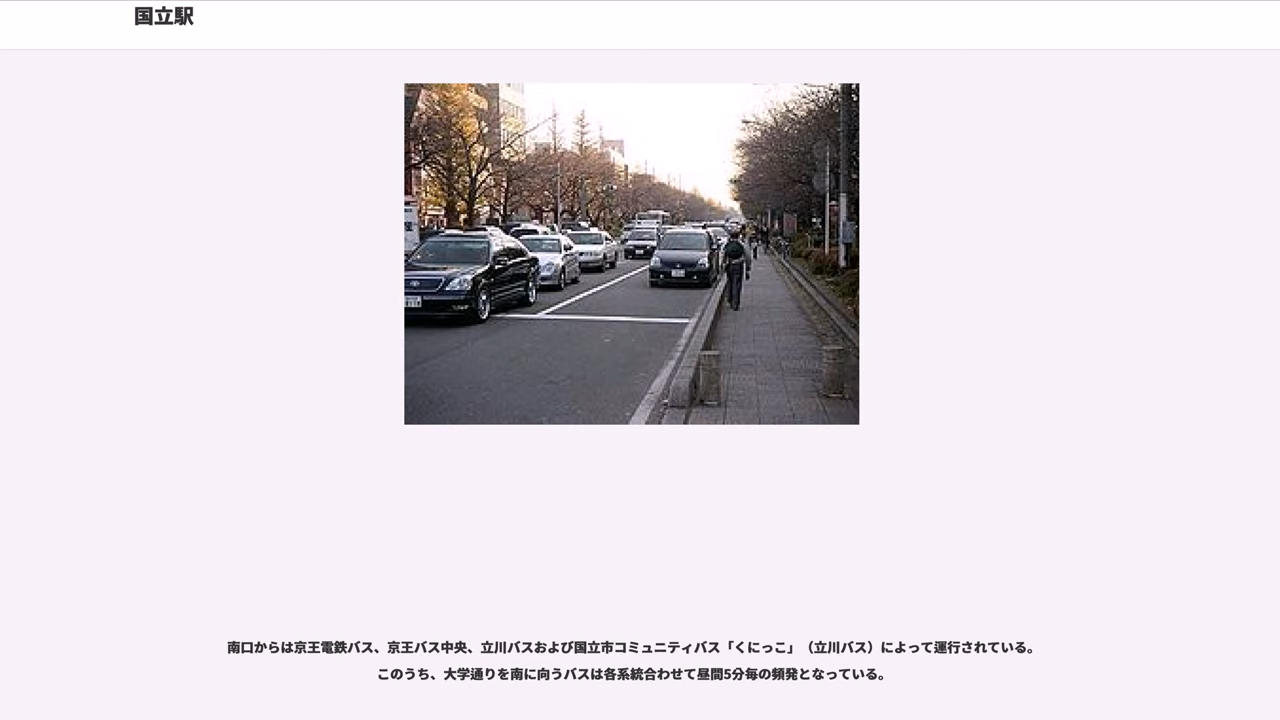 国立駅
南口からは京王電鉄バス、京王バス中央、立川バスおよび国立市コミュニティバス「くにっこ」（立川バス）によって運行されている。
このうち、大学通りを南に向うバスは各系統合わせて昼間5分毎の頻発となっている。